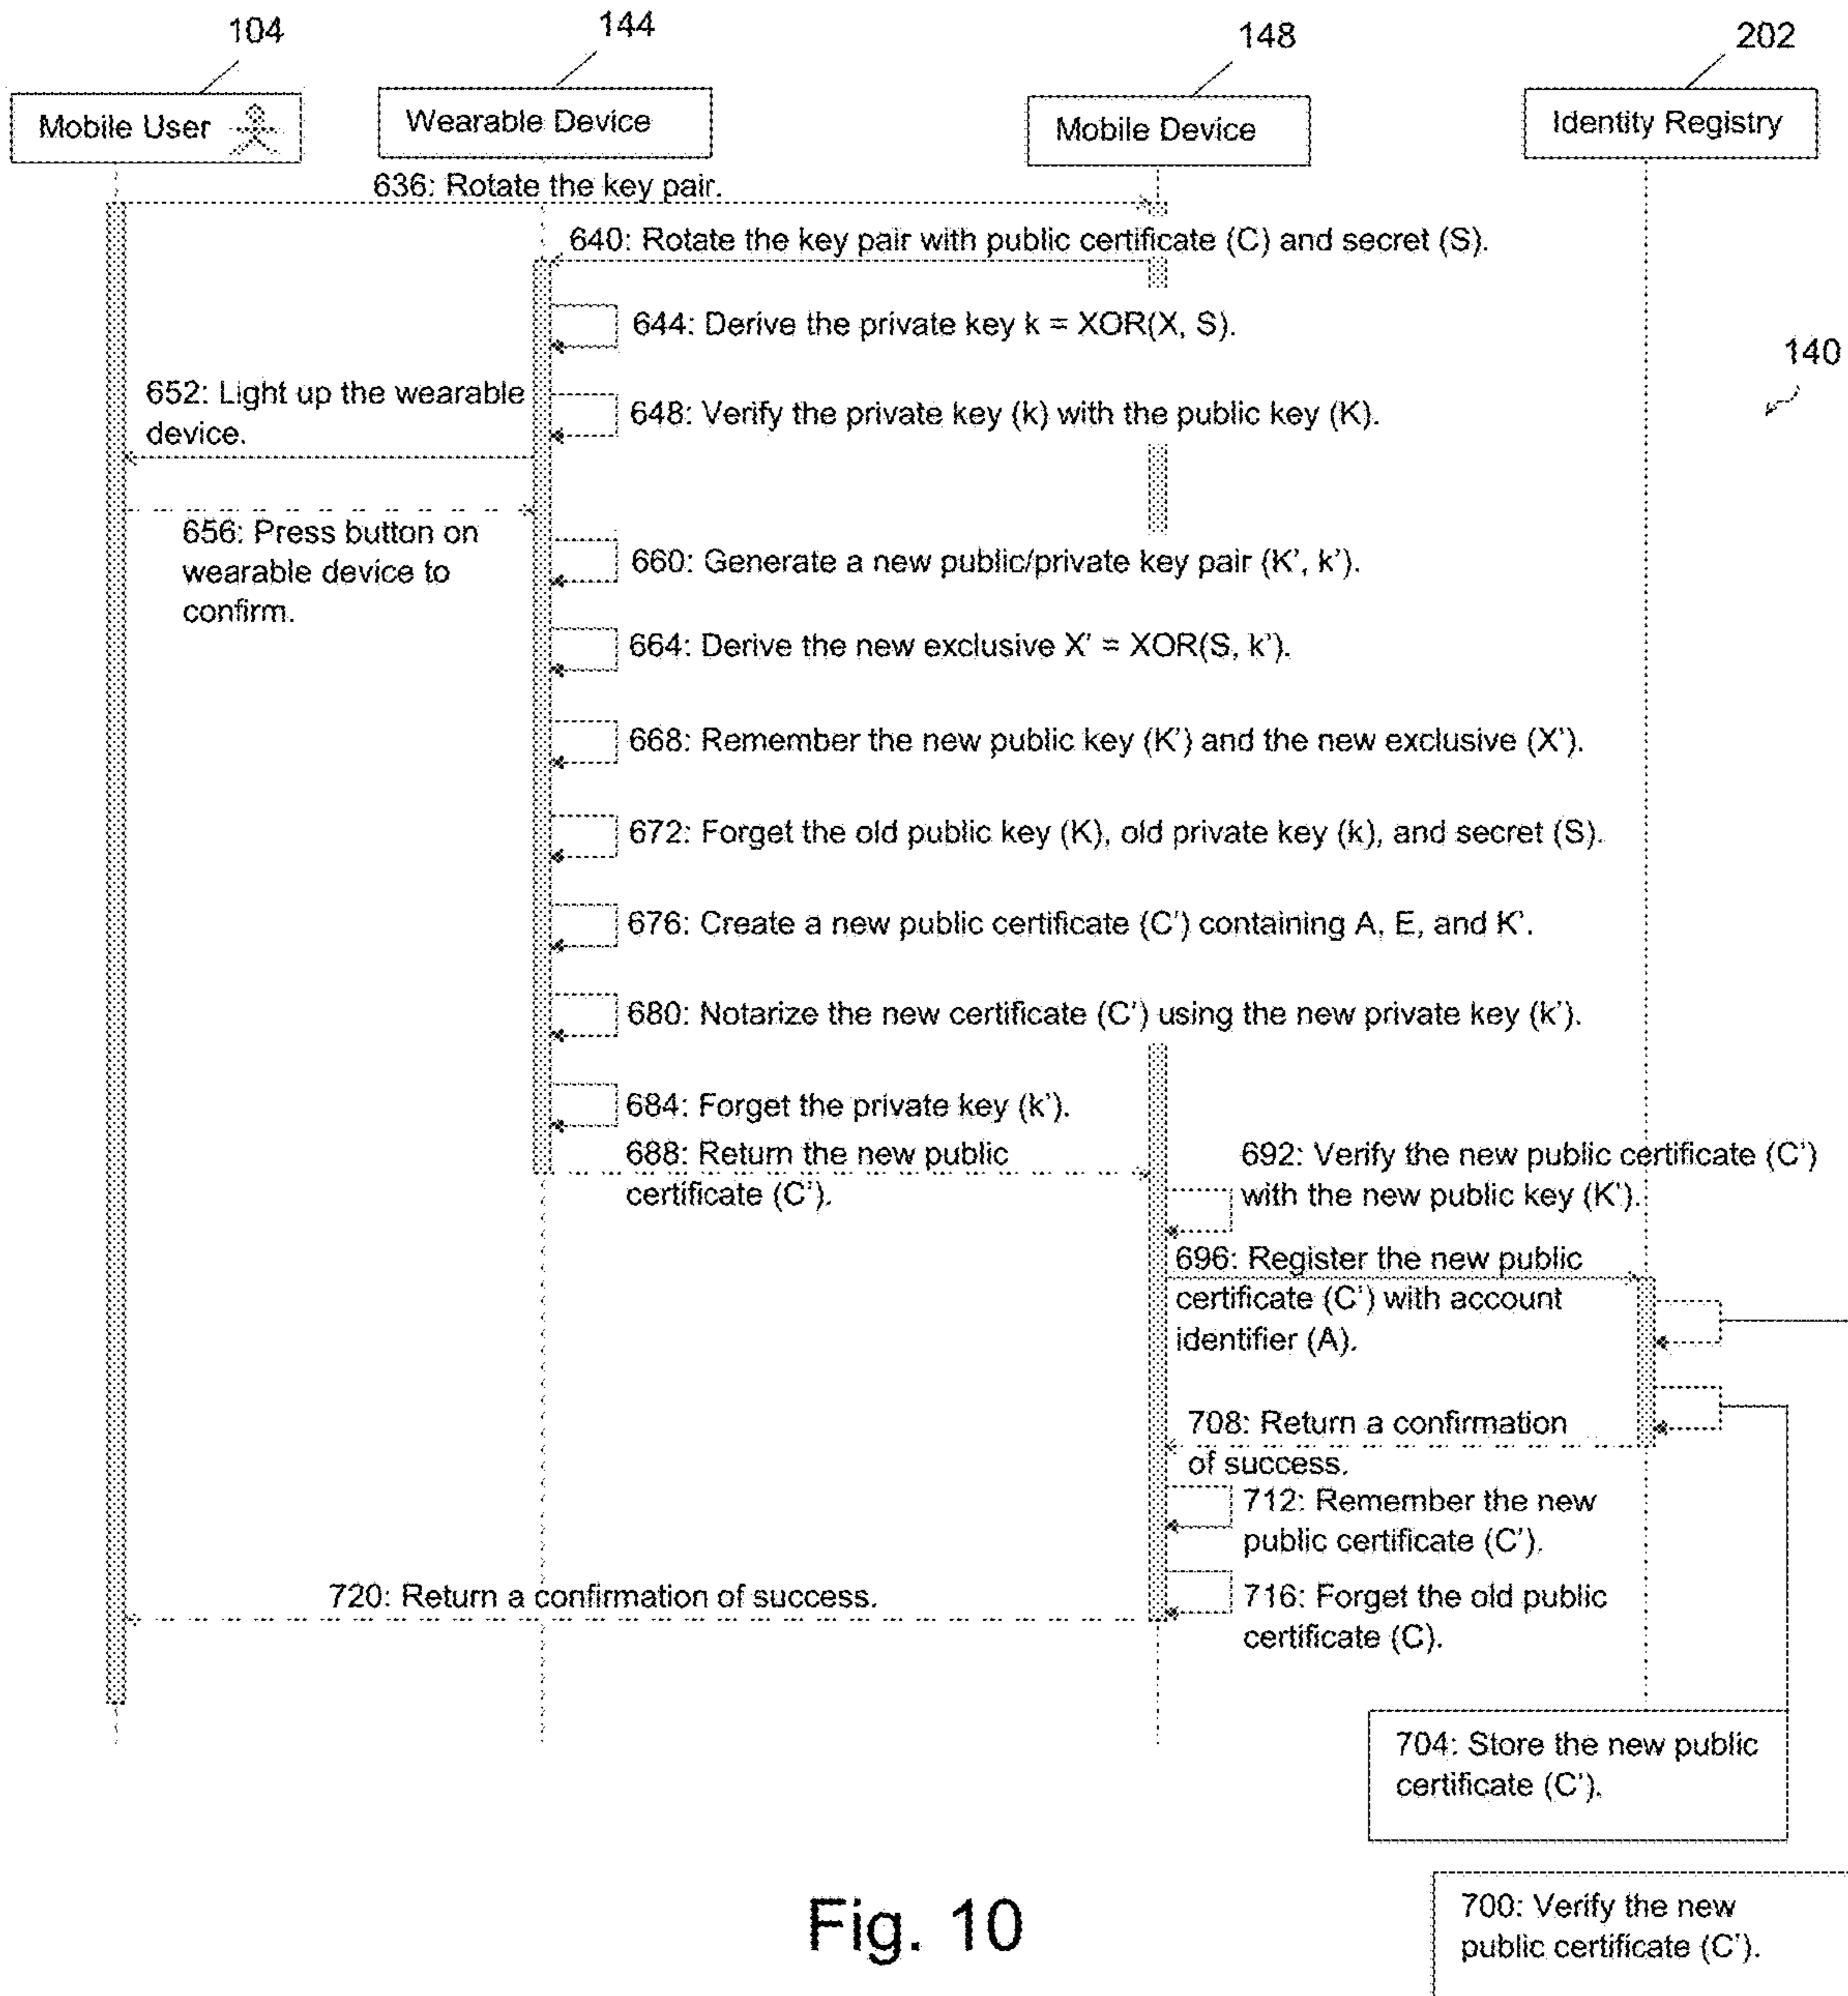 104
144
148
202
Mobile User
Wearable Device
Mobile Device
Identity Registry
636: Rotate the key pair.
640: Rotate the key pair with public certificate (C) and secret (S).
644: Derive the private key k = XOR(X, S).
140
652: Light up the wearable
device.
648: Verify the private key (k) with the public key (K).
656: Press button on
wearable device to
confirm.
660: Generate a new public/private key pair (K', k').
664: Derive the new exclusive X' = XOR(S, k').
668: Remember the new public key (K') and the new exclusive (X').
672: Forget the old public key (K), old private key (k), and secret (S).
676: Create a new public certificate (C') containing A, E, and K'.
680: Notarize the new certificate (C') using the new private key (k').
684: Forget the private key (k').
688: Return the new public
certificate (C').
692: Verify the new public certificate (C')
with the new public key (K').
696: Register the new public
certificate (C') with account
identifier (A).
708: Return a confirmation
of success.
712: Remember the new
public certificate (C').
720: Return a confirmation of success.
716: Forget the old public
certificate (C).
704: Store the new public
certificate (C').
700: Verify the new
public certificate (C').
Fig. 10